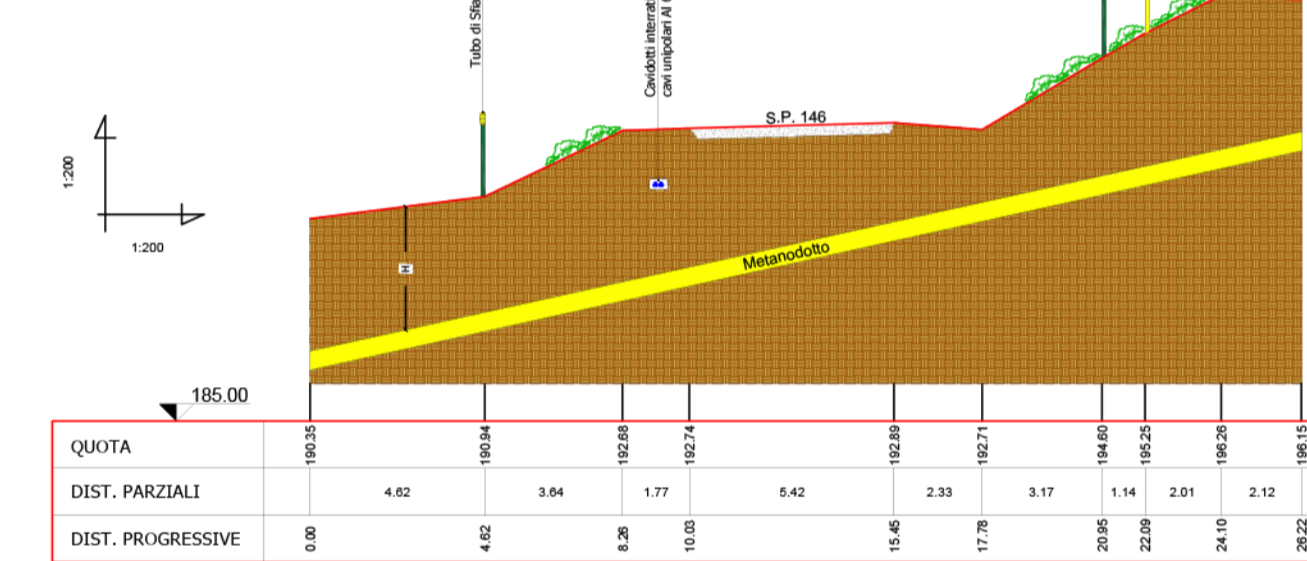 Tubo di
Cavidotti
cavi unipolari Al
S.P. 146
1:200
1:200
H
Metanodotto
185.00
QUOTA 190.35 190.94 192.68 192.74 192.89 192.71 194.60 195.25 196.26 196.15
DIST. PARZIALI 4.62 3.64 1.77 5.42 2.33 3.17 1.14 2.01 2.12
DIST. PROGRESSIVE 0.00 4.62 8.26 10.03 15.45 17.78 20.95 22.09 24.10 26.22